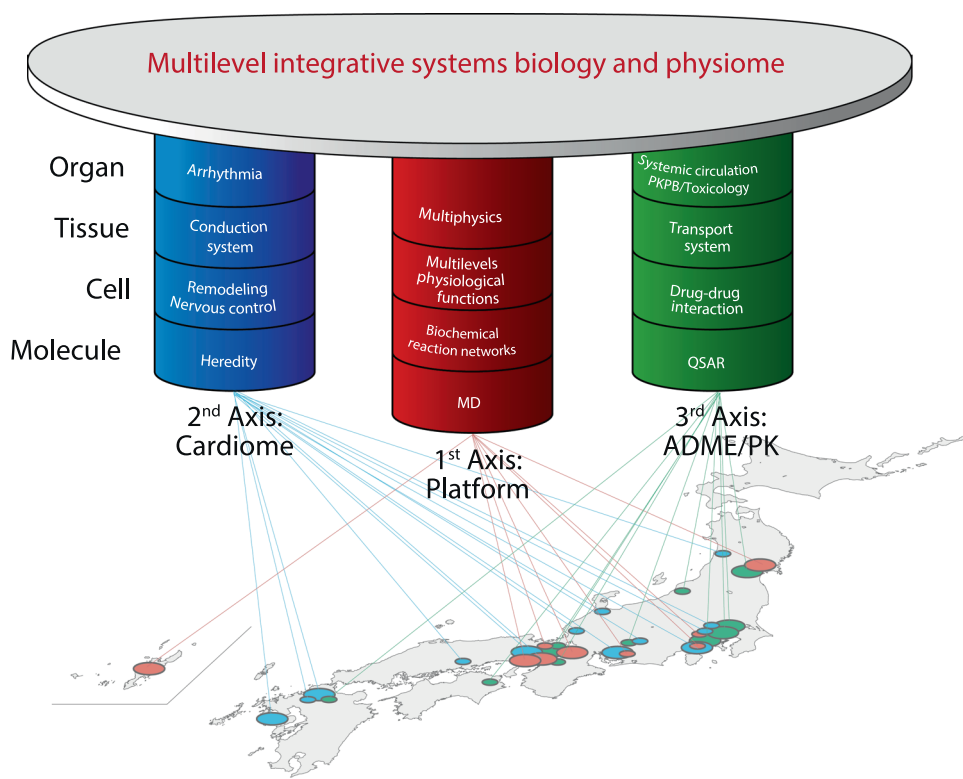 Multilevel integrative systems biology and physiome
Organ
Tissue
Cell
Molecule
Arrhythmia
Conduction
system
Remodeling
Nervous control
Heredity
2nd Axis:
Cardiome
Multiphysics
Multilevels
physiological
functions
Biochemical
reaction networks
MD
1st Axis:
Platform
Systemic circulation
PKPB/Toxicology
Transport
system
Drug-drug
interaction
QSAR
3rd Axis:
ADME/PK